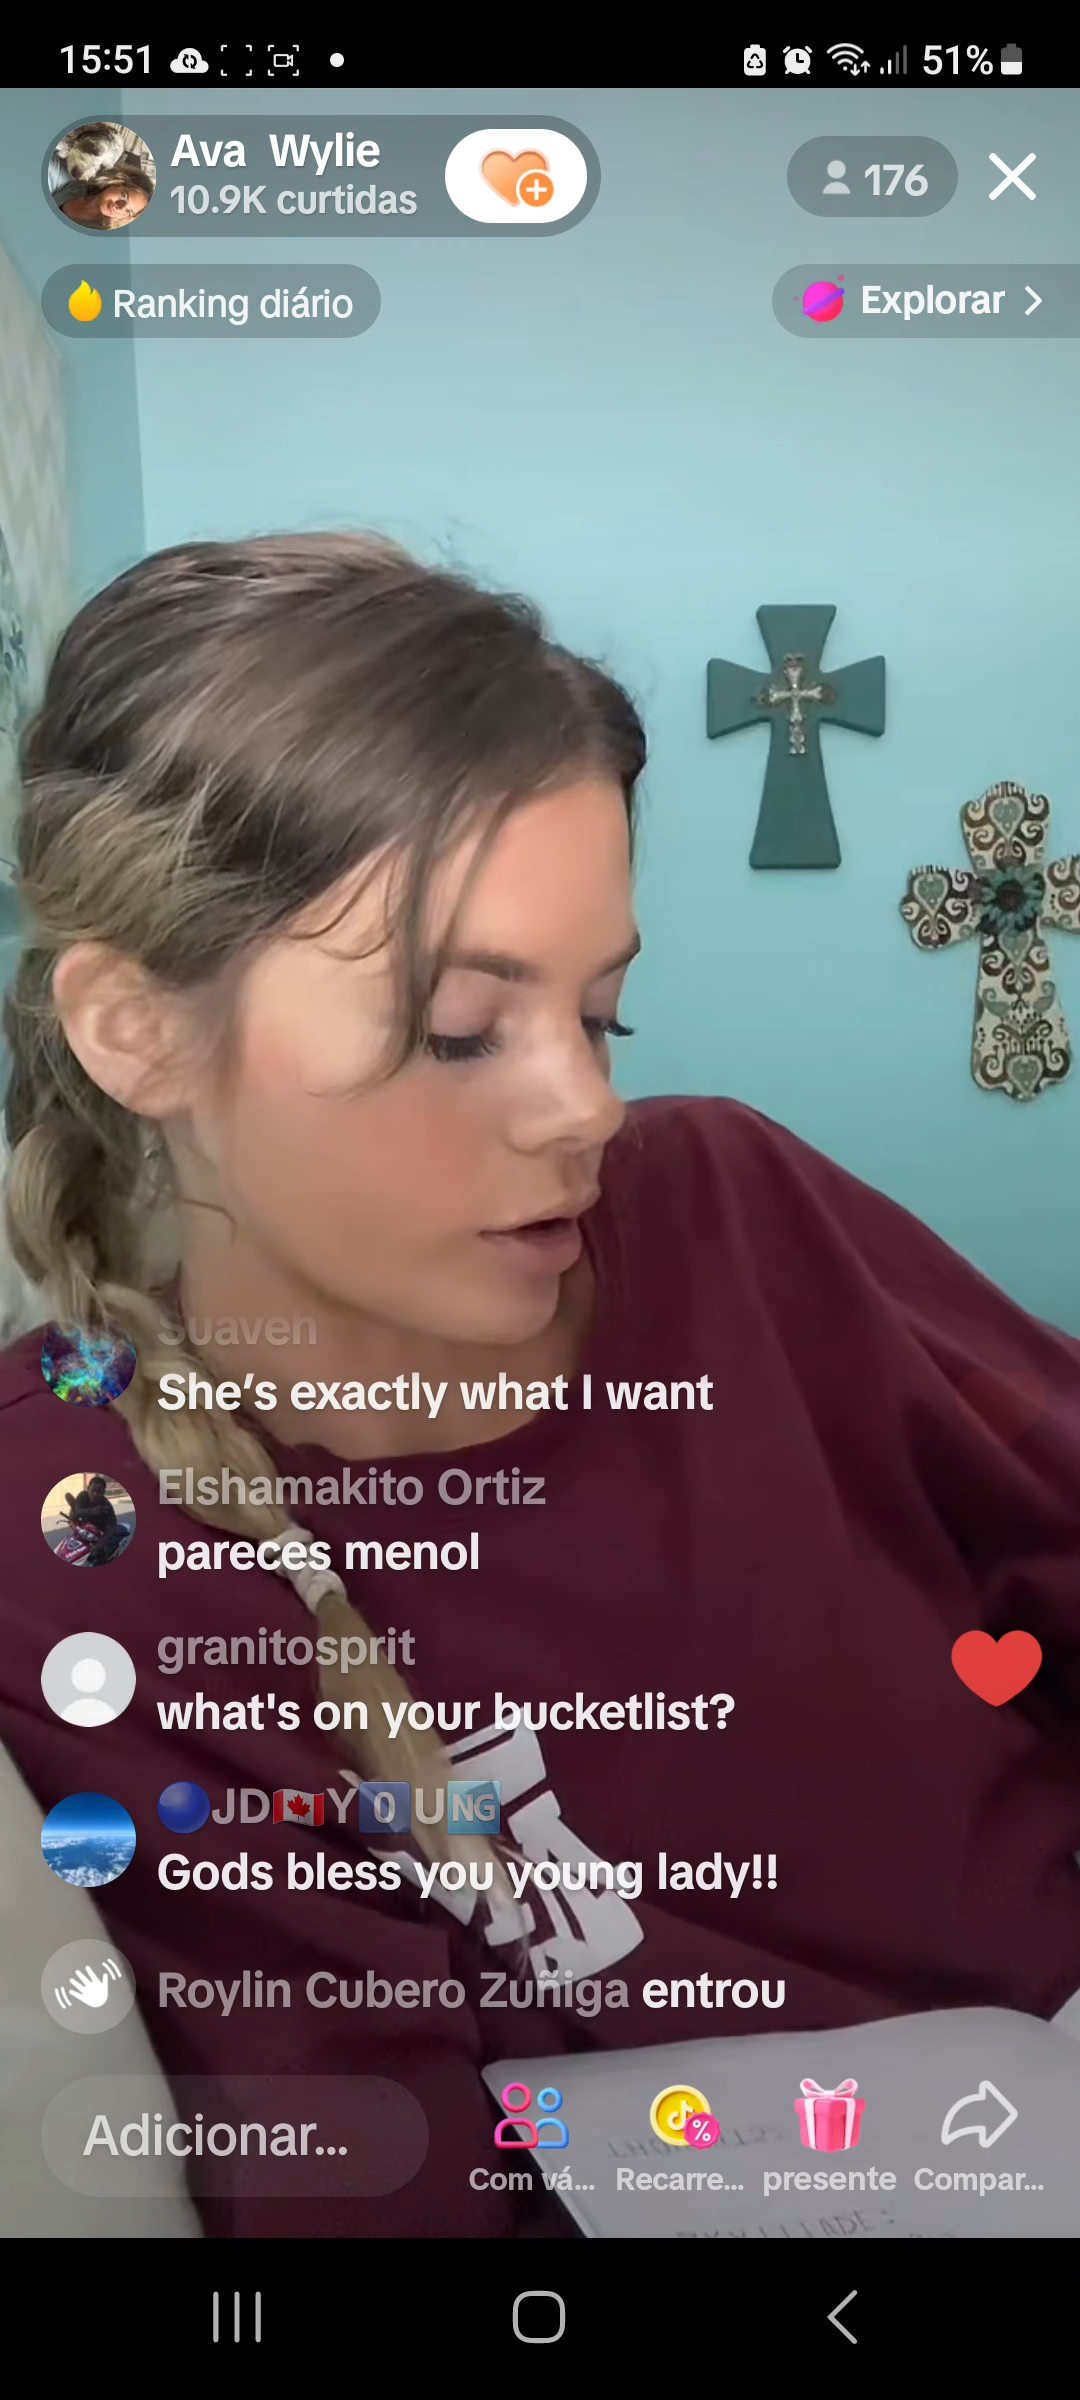 15:51
51%
Ava Wylie
10.9K curtidas
176
Ranking diário
Explorar
Suaveh
She's exactly what I want
Elshamakito Ortiz
pareces menol
granitosprit
what's on your bucketlist?
🔵JD🇨🇦Y0️⃣U🆖
Gods bless you young lady!!
Roylin Cubero Zuñiga entrou
Adicionar...
Com vá...
Recarre...
presente
Compar...